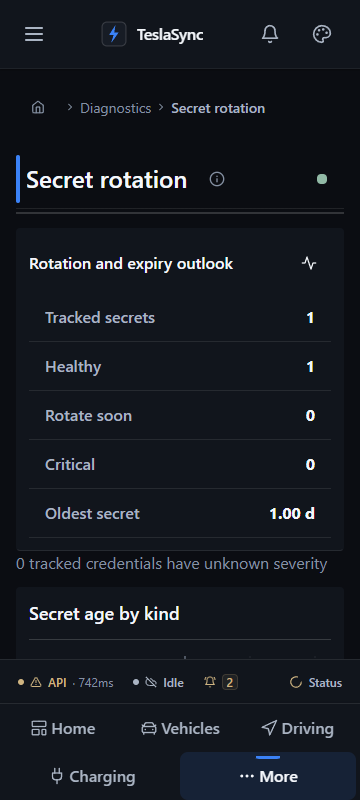 TeslaSync
Diagnostics Secret rotation
Secret rotation
Rotation and expiry outlook
Tracked secrets 1
Healthy 1
Rotate soon 0
Critical 0
Oldest secret 1.00 d
0 tracked credentials have unknown severity
Secret age by kind
API · 742ms Idle 2 Status
Home Vehicles Driving
Charging More